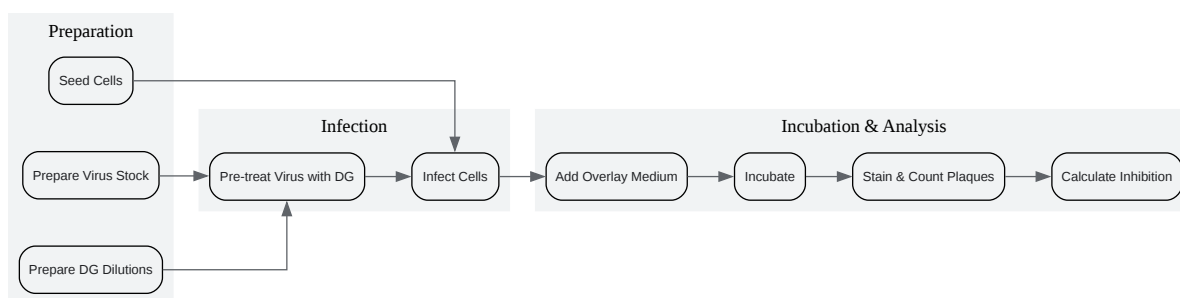 Preparation
Seed Cells
Prepare Virus Stock
Prepare DG Dilutions
Infection
Pre-treat Virus with DG
Infect Cells
Incubation & Analysis
Add Overlay Medium
Incubate
Stain & Count Plaques
Calculate Inhibition